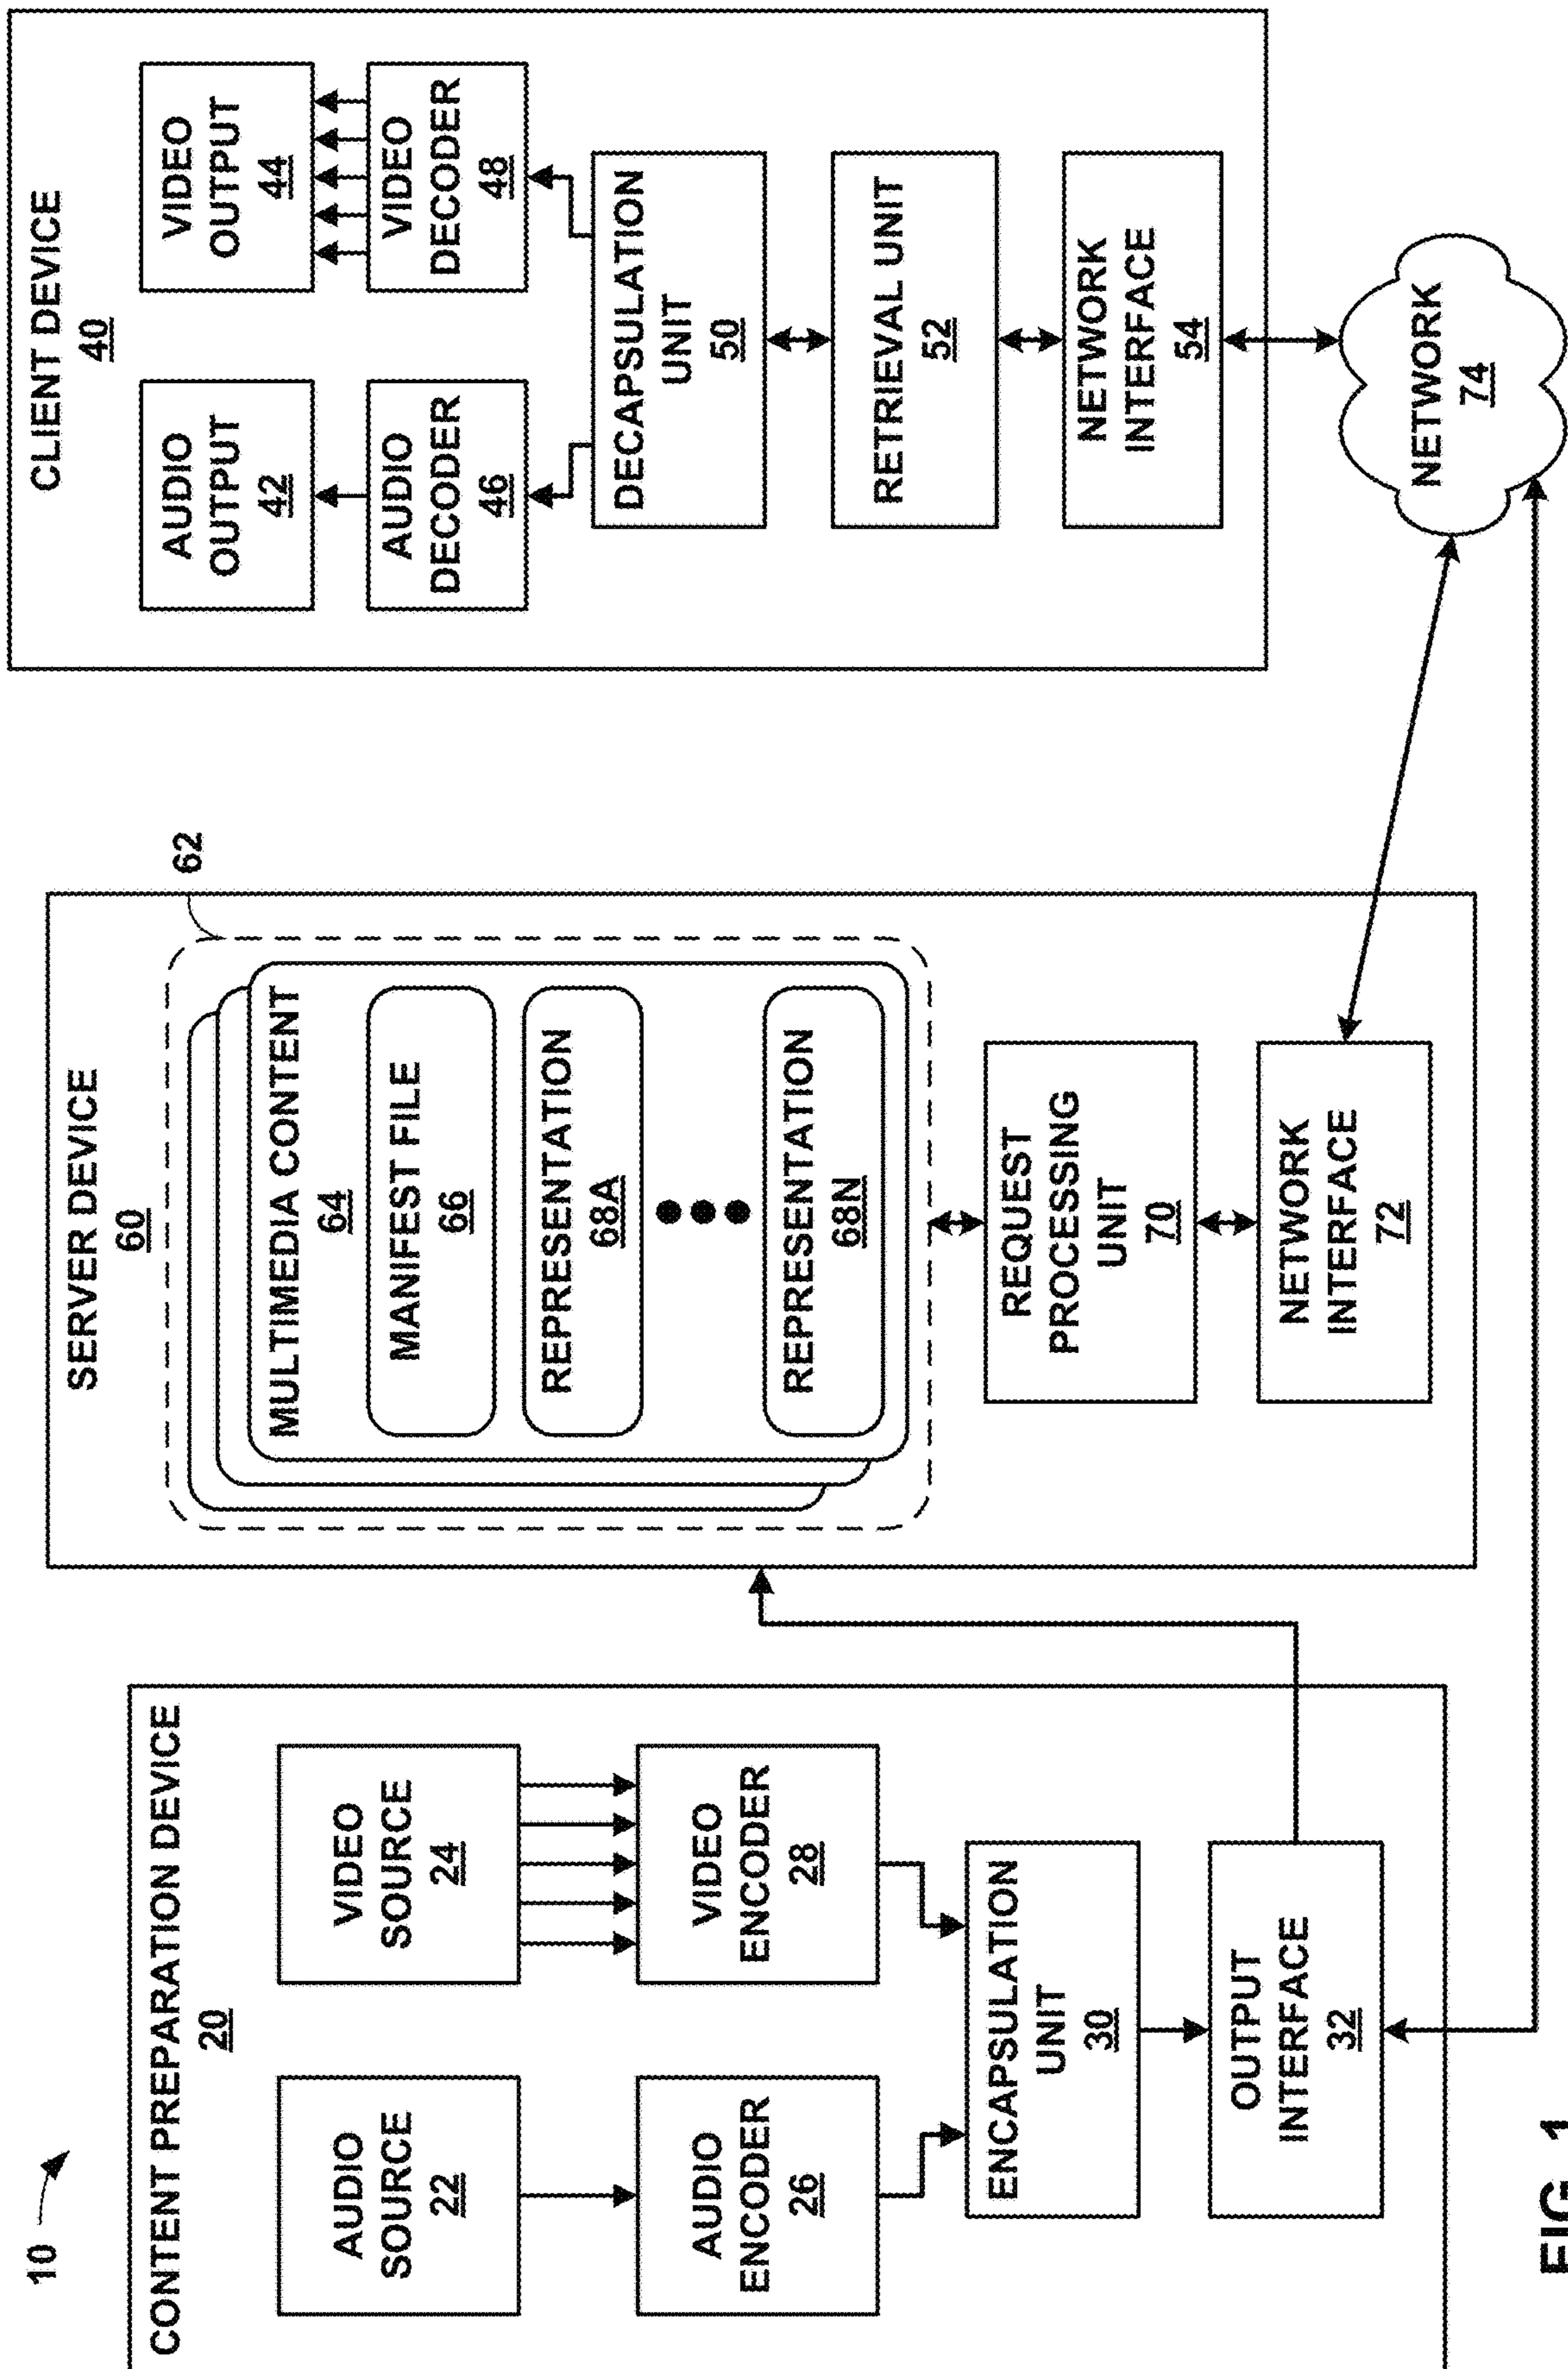 10
CONTENT PREPARATION DEVICE
20
AUDIO
SOURCE
22
VIDEO
SOURCE
24
AUDIO
ENCODER
26
VIDEO
ENCODER
28
ENCAPSULATION
UNIT
30
OUTPUT
INTERFACE
32
SERVER DEVICE
60
62
MULTIMEDIA CONTENT
64
MANIFEST FILE
66
REPRESENTATION
68A
REPRESENTATION
68N
REQUEST
PROCESSING
UNIT
70
NETWORK
INTERFACE
72
CLIENT DEVICE
40
AUDIO
OUTPUT
42
VIDEO
OUTPUT
44
AUDIO
DECODER
46
VIDEO
DECODER
48
DECAPSULATION
UNIT
50
RETRIEVAL UNIT
52
NETWORK
INTERFACE
54
NETWORK
74
FIG. 1